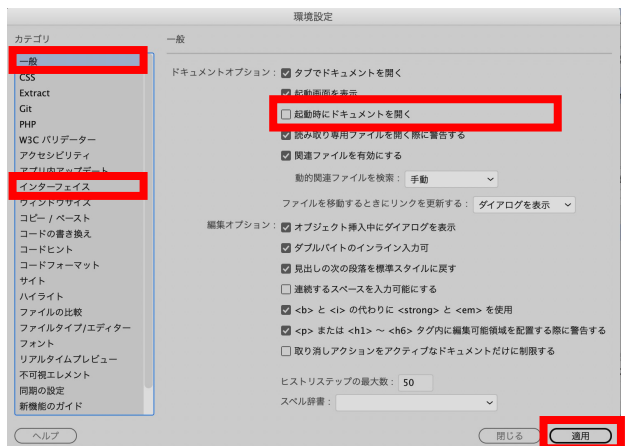 環境設定
カテゴリ
一般
CSS
Extract
Git
PHP
W3C バリデーター
アクセシビリティ
アプリ内アップデート
インターフェイス
ウィンドウサイズ
コピー / ペースト
コードの書き換え
コードヒント
コードフォーマット
サイト
ハイライト
ファイルの比較
ファイルタイプ/エディター
フォント
リアルタイムプレビュー
不可視エレメント
同期の設定
新機能のガイド
一般
ドキュメントオプション : タブでドキュメントを開く
起動画面を表示
起動時にドキュメントを開く
読み取り専用ファイルを開く際に警告する
関連ファイルを有効にする
動的関連ファイルを検索 : 手動
ファイルを移動するときにリンクを更新する : ダイアログを表示
編集オプション : オブジェクト挿入中にダイアログを表示
ダブルバイトのインライン入力可
見出しの次の段落を標準スタイルに戻す
連続するスペースを入力可能にする
<b> と <i> の代わりに <strong> と <em> を使用
<p> または <h1> 〜 <h6> タグ内に編集可能領域を配置する際に警告する
取り消しアクションをアクティブなドキュメントだけに制限する
ヒストリステップの最大数 : 50
スペル辞書 :
ヘルプ
閉じる
適用